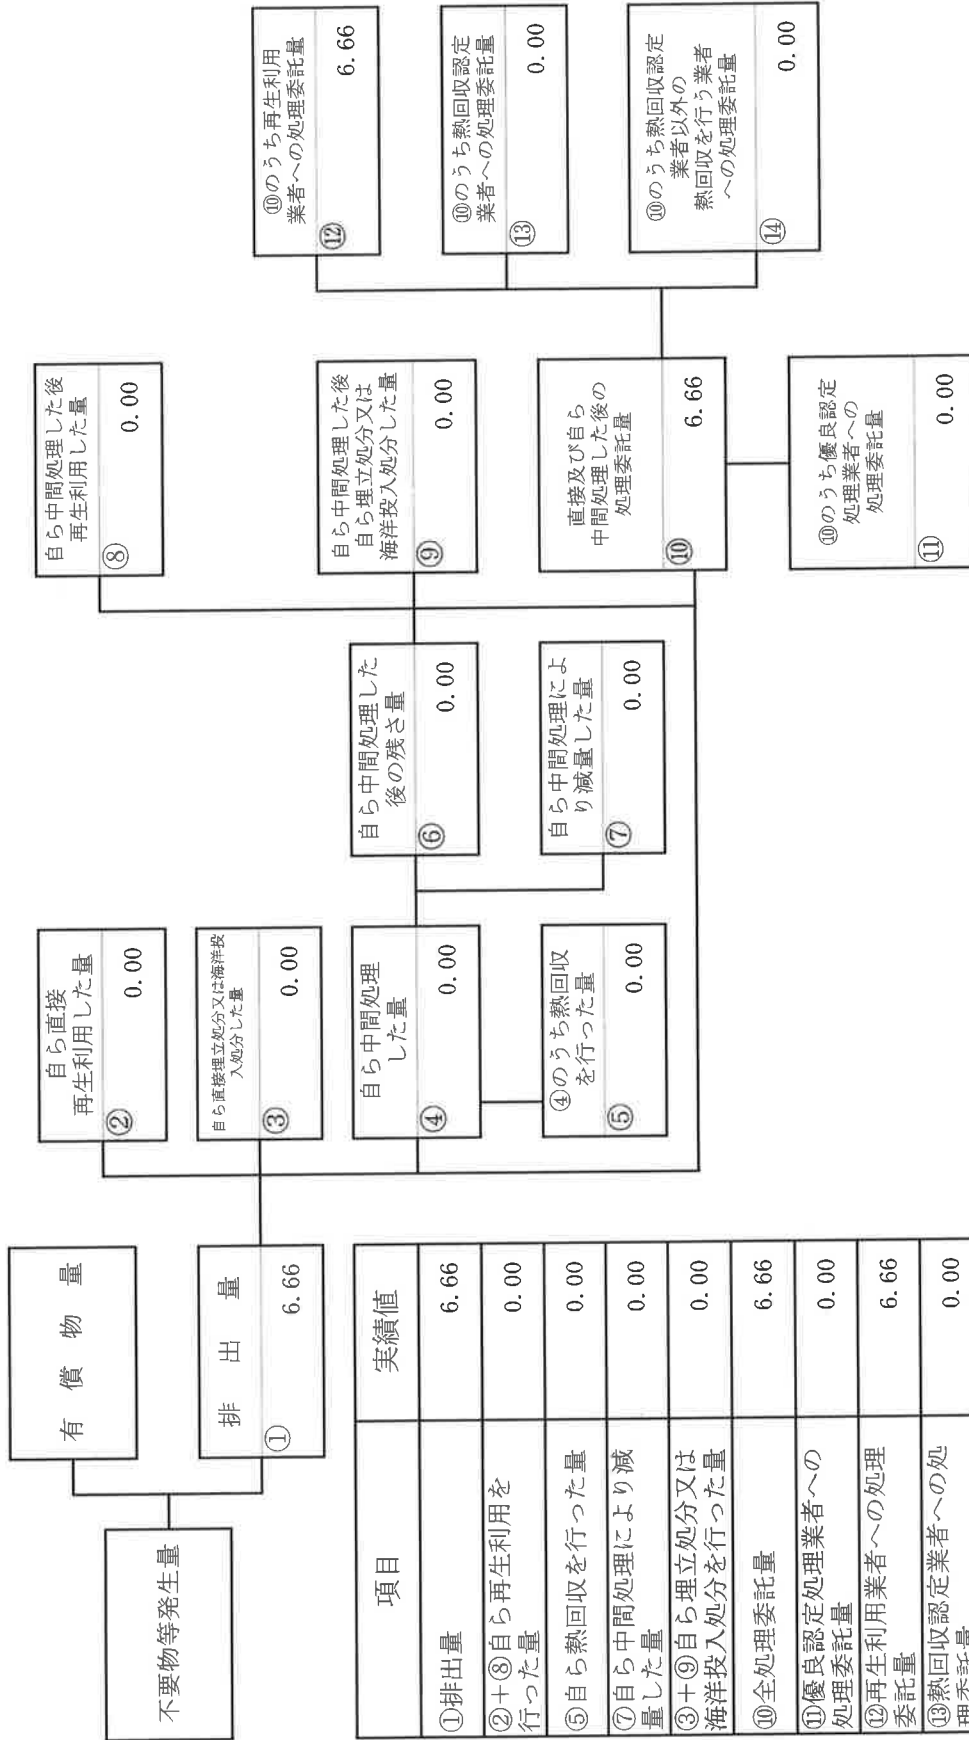 不要物等発生量
有償物量
排出量
① 6.66
自ら直接
再生利用した量
② 0.00
自ら直接埋立処分又は海洋投
入処分した量
③ 0.00
自ら中間処理
した量
④ 0.00
④のうち熱回収
を行った量
⑤ 0.00
自ら中間処理した
後の残さ量
⑥ 0.00
自ら中間処理によ
り減量した量
⑦ 0.00
自ら中間処理した後
再生利用した量
⑧ 0.00
自ら中間処理した後
自ら埋立処分又は
海洋投入処分した量
⑨ 0.00
直接及び自ら
中間処理した後の
処理委託量
⑩ 6.66
⑩のうち優良認定
処理業者への
処理委託量
⑪ 0.00
⑩のうち再生利用
業者への処理委託量
⑫ 6.66
⑩のうち熱回収認定
業者への処理委託量
⑬ 0.00
⑩のうち熱回収認定
業者以外の
熱回収を行う業者
への処理委託量
⑭ 0.00
項目 実績値
①排出量 6.66
②+⑧自ら再生利用を
行った量 0.00
⑤自ら熱回収を行った量 0.00
⑦自ら中間処理により減
量した量 0.00
③+⑨自ら埋立処分又は
海洋投入処分を行った量 0.00
⑩全処理委託量 6.66
⑪優良認定処理業者への
処理委託量 0.00
⑫再生利用業者への処理
委託量 6.66
⑬熱回収認定業者への処
理委託量 0.00